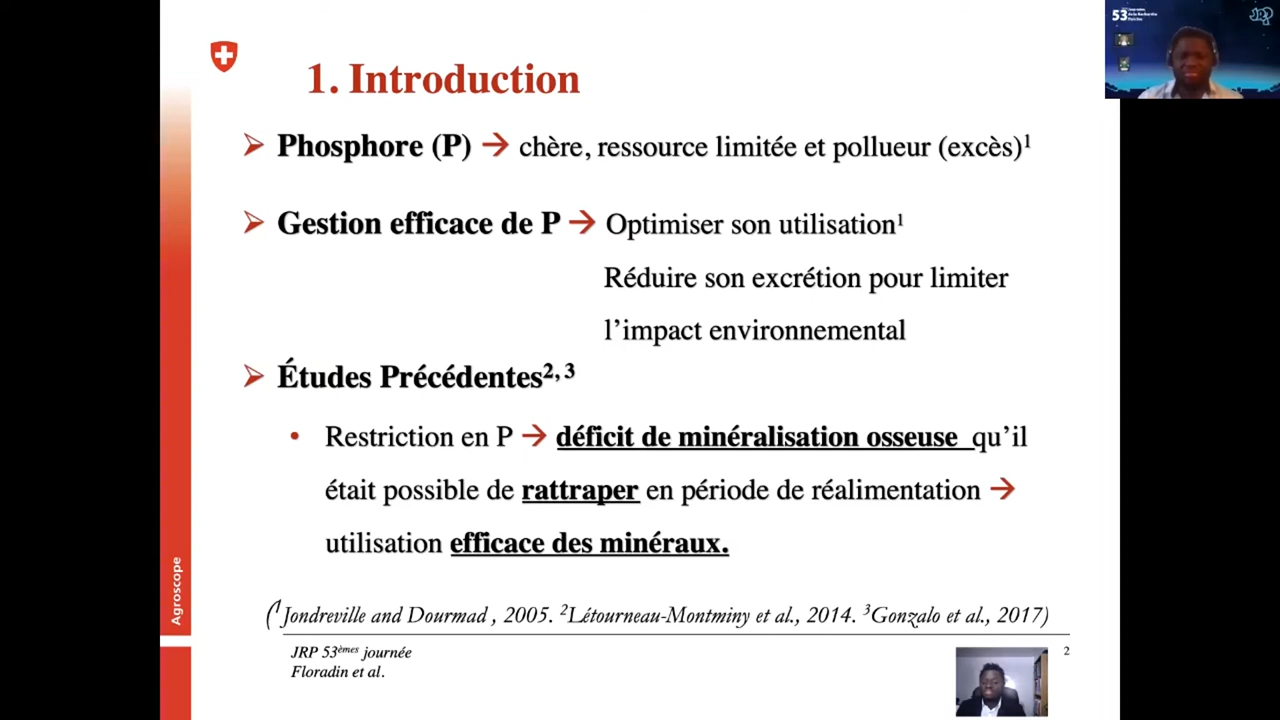 1. Introduction
Phosphore (P) → chère, ressource limitée et pollueur (excès)¹
Gestion efficace de P → Optimiser son utilisation¹
Réduire son excrétion pour limiter
l’impact environnemental
Études Précédentes²,³
• Restriction en P → déficit de minéralisation osseuse qu’il
était possible de rattraper en période de réalimentation →
utilisation efficace des minéraux.
(¹Jondreville and Dourmad , 2005. ²Létourneau-Montminy et al., 2014. ³Gonzalo et al., 2017)
JRP 53èmes journée
Floradin et al.
2
Agroscope
53
JRP